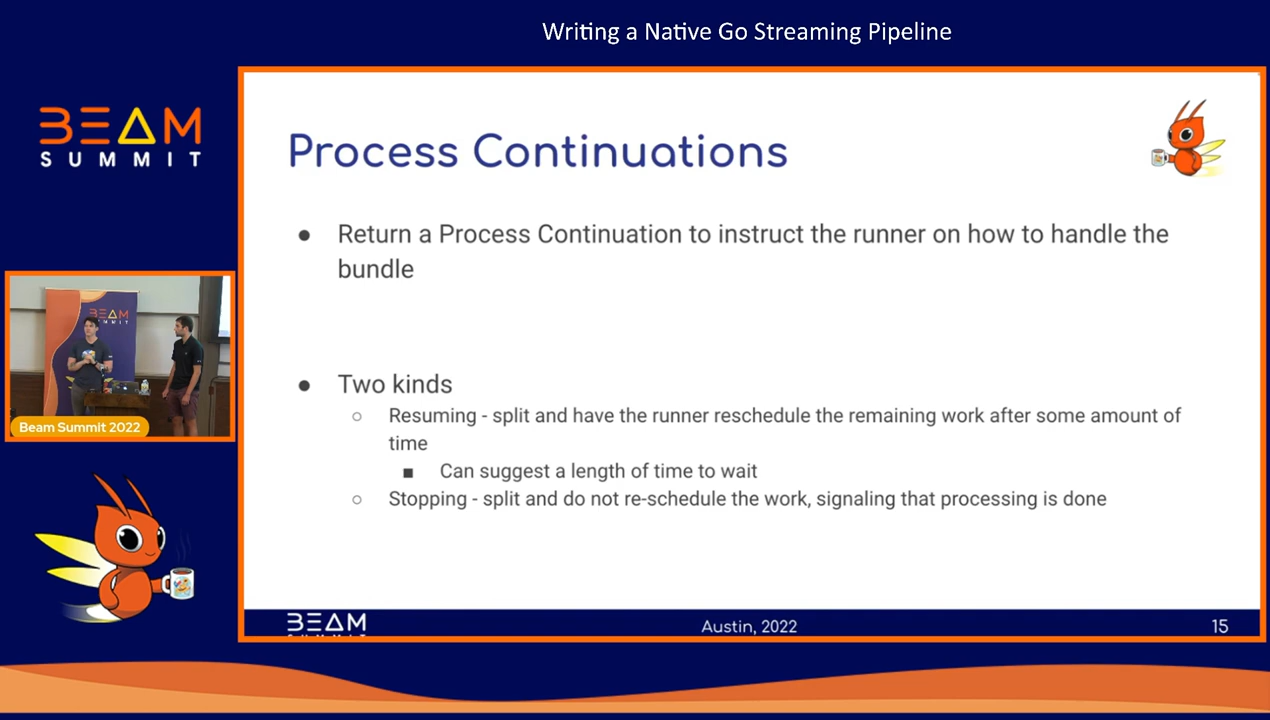 Writing a Native Go Streaming Pipeline
BEAM
SUMMIT
Process Continuations
● Return a Process Continuation to instruct the runner on how to handle the
bundle
● Two kinds
○ Resuming - split and have the runner reschedule the remaining work after some amount of
time
■ Can suggest a length of time to wait
○ Stopping - split and do not re-schedule the work, signaling that processing is done
BEAM
SUMMIT
Beam Summit 2022
BEAM
Austin, 2022
15